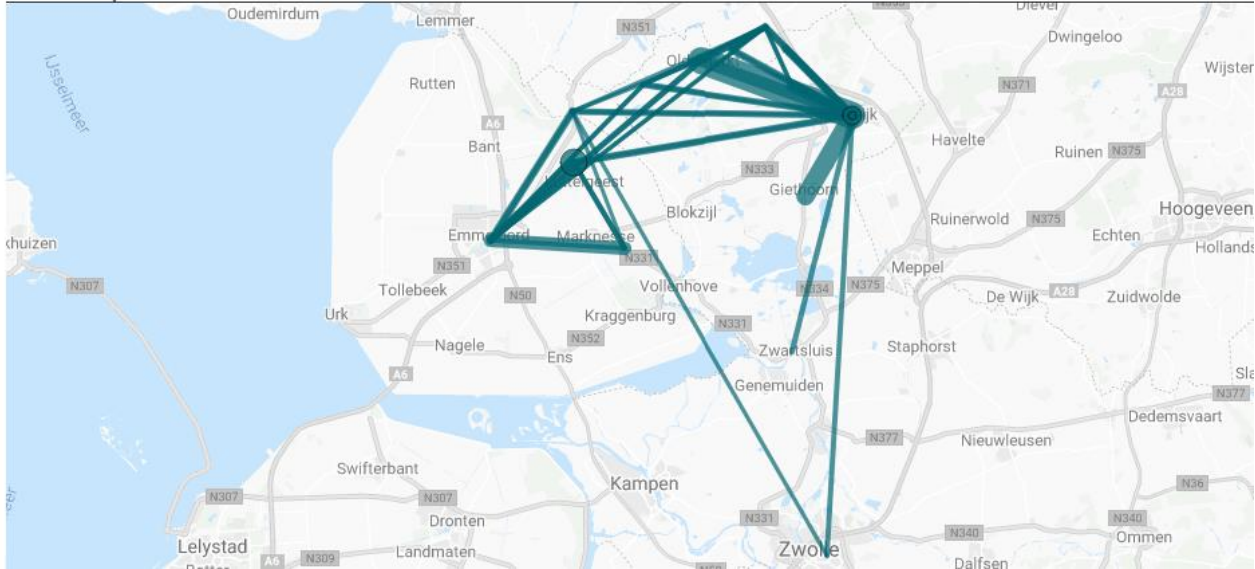 Oudemirdum
Lemmer
N351
Diever
Dwingeloo
IJsselmeer
Rutten
N371
Wijster
A28
A6
Bant
Havelte
Ruinen
N375
N333
Giethoorn
Blokzijl
Ruinerwold
N375
Hoogeveen
Echten
Hollands
khuizen
Marknesse
N351
N331
Meppel
N307
Tollebeek
N50
Vollenhove
N334
N375
De Wijk
A28
Zuidwolde
Urk
Kraggenburg
N331
N352
Nagele
Ens
Zwartsluis
Staphorst
A6
Genemuiden
N377
Dedemsvaart
N377
Nieuwleusen
Swifterbant
Kampen
N36
N307
N307
N331
N340
N340
Dronten
Ommen
Lelystad
Landmaten
Zwolle
A6
N309
Dalfsen